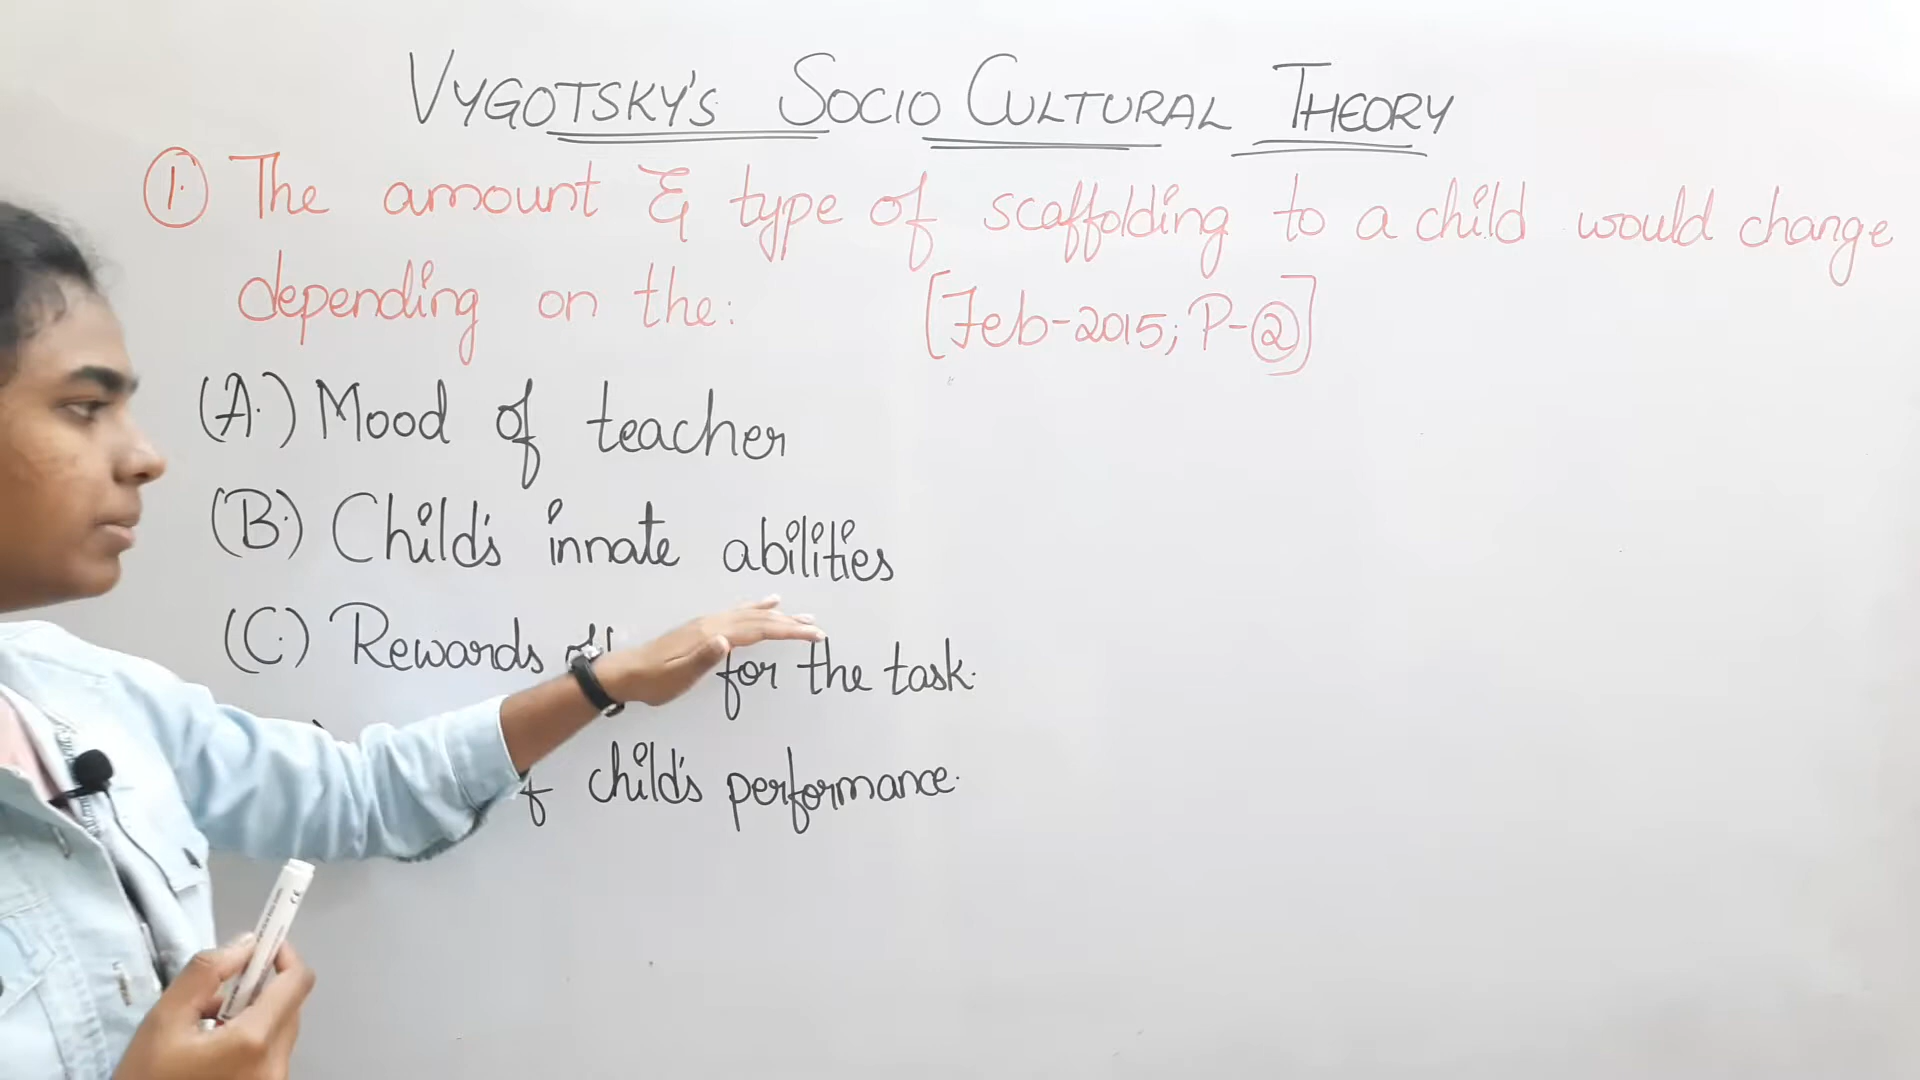 VYGOTSKY'S SOCIO CULTURAL THEORY
1. The amount & type of scaffolding to a child would change
depending on the: [Feb-2015; P-2]
(A.) Mood of teacher
(B.) Child's innate abilities
(C.) Rewards for the task.
child's performance.